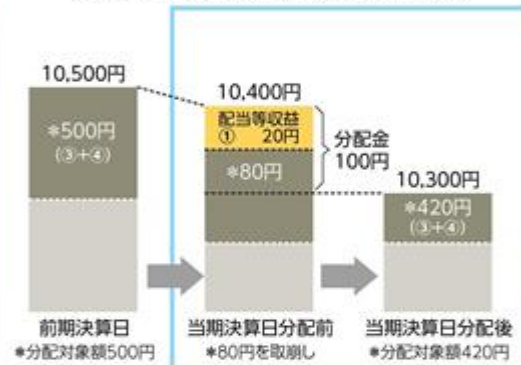 10,500円
10,400円
配当等収益
① 20円
分配金
100円
*500円
(③+④)
*80円
10,300円
*420円
(③+④)
前期決算日
当期決算日分配前
当期決算日分配後
*分配対象額500円
*80円を取崩し
*分配対象額420円